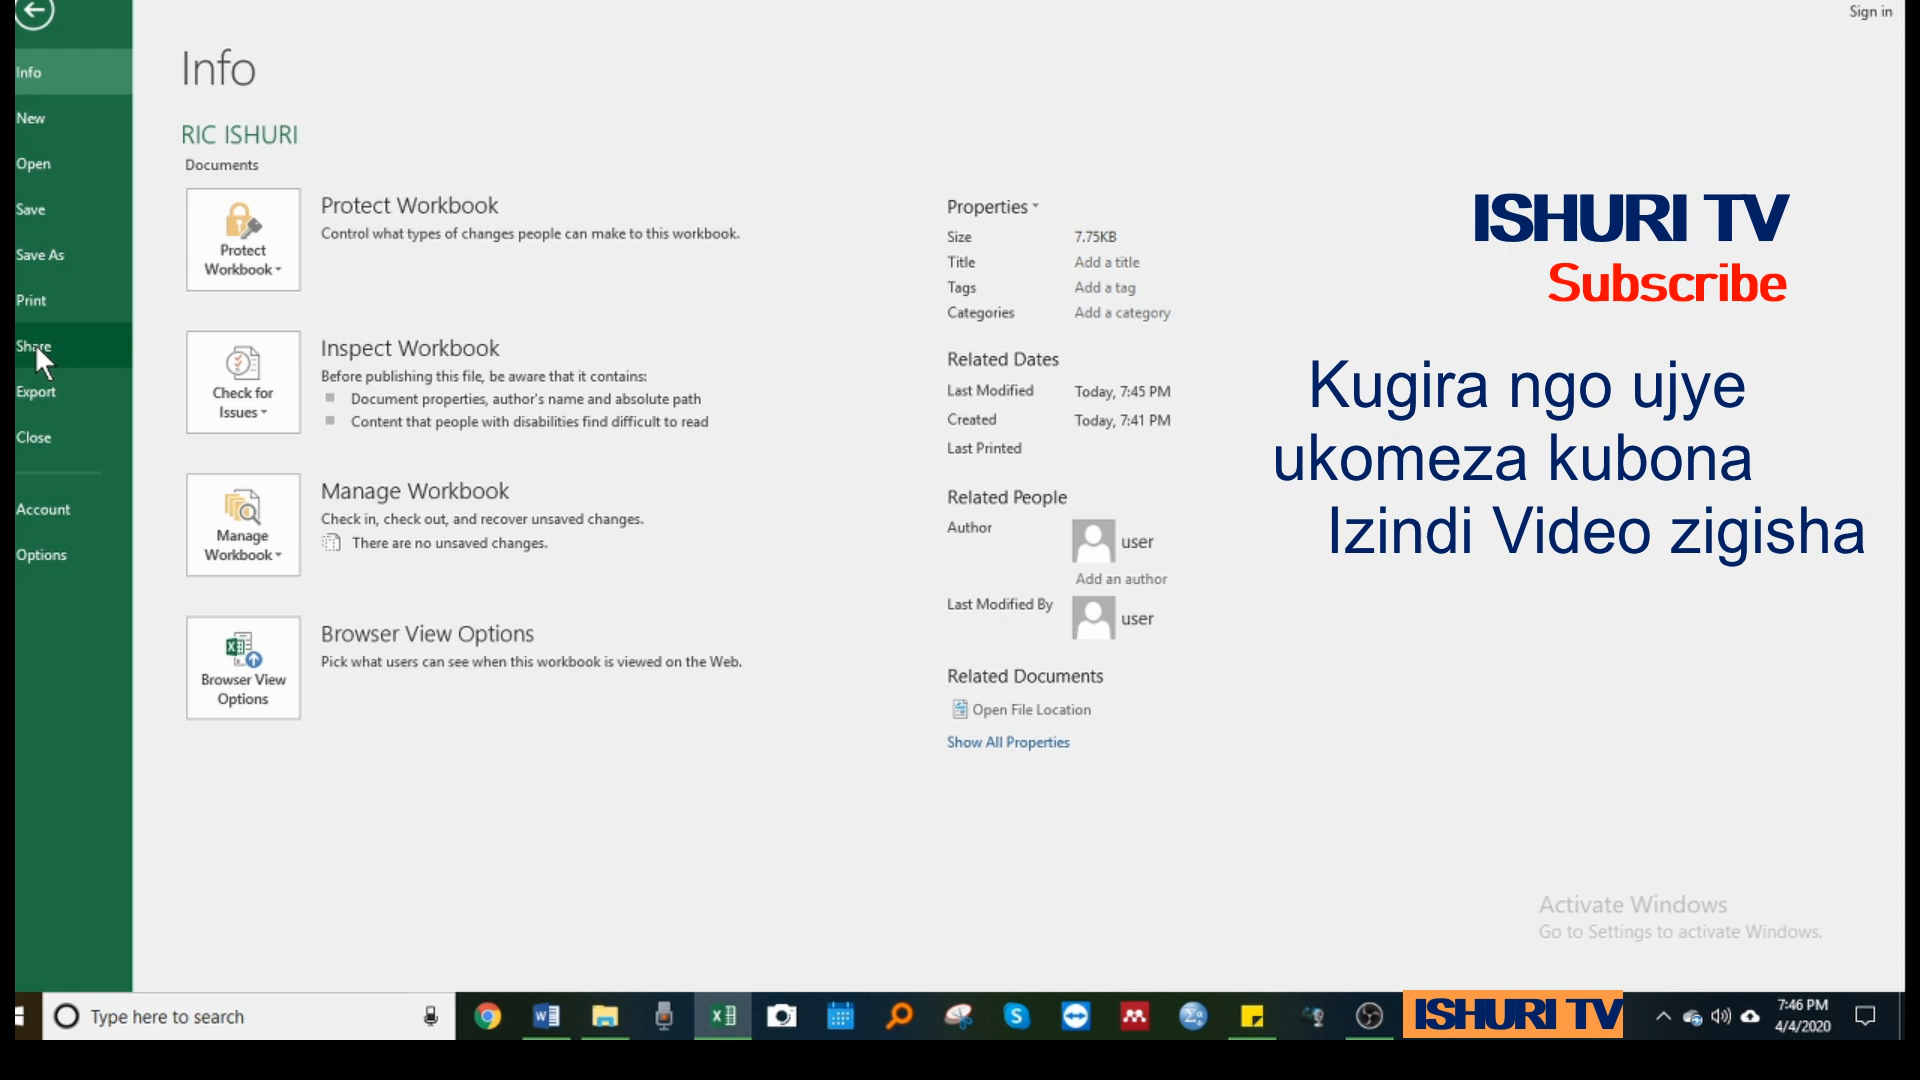 Sign in
Info
New
Open
Save
Save As
Print
Share
Export
Close
Account
Options
Info
RIC ISHURI
Documents
Protect
Workbook
Protect Workbook
Control what types of changes people can make to this workbook.
Check for
Issues
Inspect Workbook
Before publishing this file, be aware that it contains:
Document properties, author's name and absolute path
Content that people with disabilities find difficult to read
Manage
Workbook
Manage Workbook
Check in, check out, and recover unsaved changes.
There are no unsaved changes.
Browser View
Options
Browser View Options
Pick what users can see when this workbook is viewed on the Web.
Properties
Size 7.75KB
Title Add a title
Tags Add a tag
Categories Add a category
Related Dates
Last Modified Today, 7:45 PM
Created Today, 7:41 PM
Last Printed
Related People
Author user
Add an author
Last Modified By user
Related Documents
Open File Location
Show All Properties
ISHURI TV
Subscribe
Kugira ngo ujye
ukomeza kubona
Izindi Video zigisha
Activate Windows
Go to Settings to activate Windows.
Type here to search
ISHURI TV
7:46 PM
4/4/2020